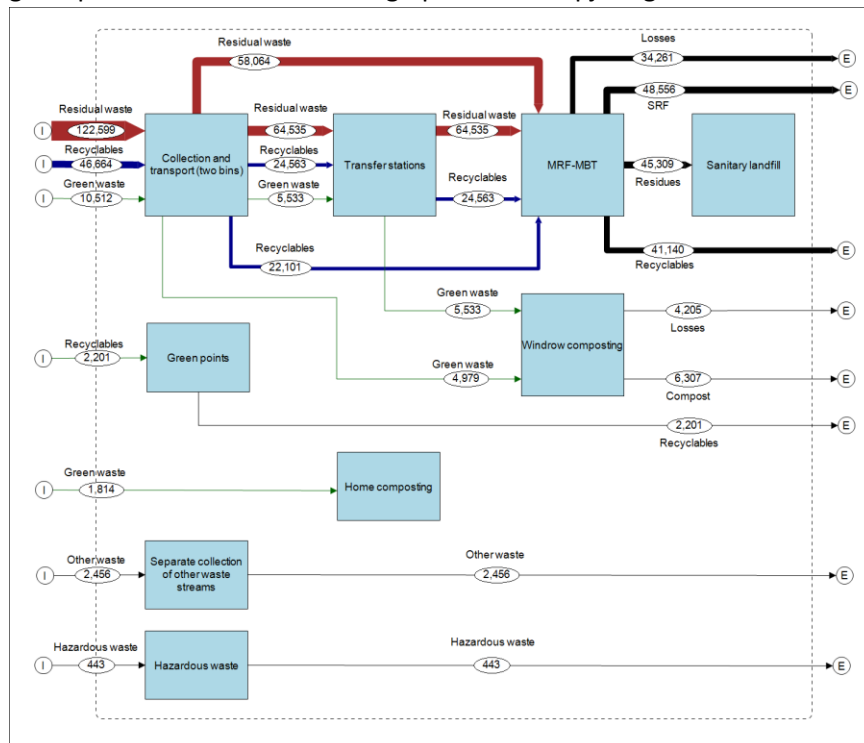 Losses
Residual waste
34,261
E
58,064
48,556
E
SRF
Residual waste
Residual waste
Residual waste
I
122,599
64,535
64,535
Recyclables
Collection and
transport (two bins)
Recyclables
Transfer stations
MRF-MBT
45,309
Sanitary landfill
I
46,664
24,563
Recyclables
Residues
Green waste
Green waste
24,563
I
10,512
5,533
Recyclables
41,140
E
22,101
Recyclables
Green waste
5,533
4,205
E
Losses
Recyclables
Windrow composting
I
2,201
Green points
Green waste
4,979
6,307
E
Compost
2,201
E
Recyclables
Green waste
I
1,814
Home composting
Other waste
Separate collection
of other waste
streams
Other waste
I
2,456
2,456
E
Hazardous waste
Hazardous waste
I
443
Hazardous waste
443
E